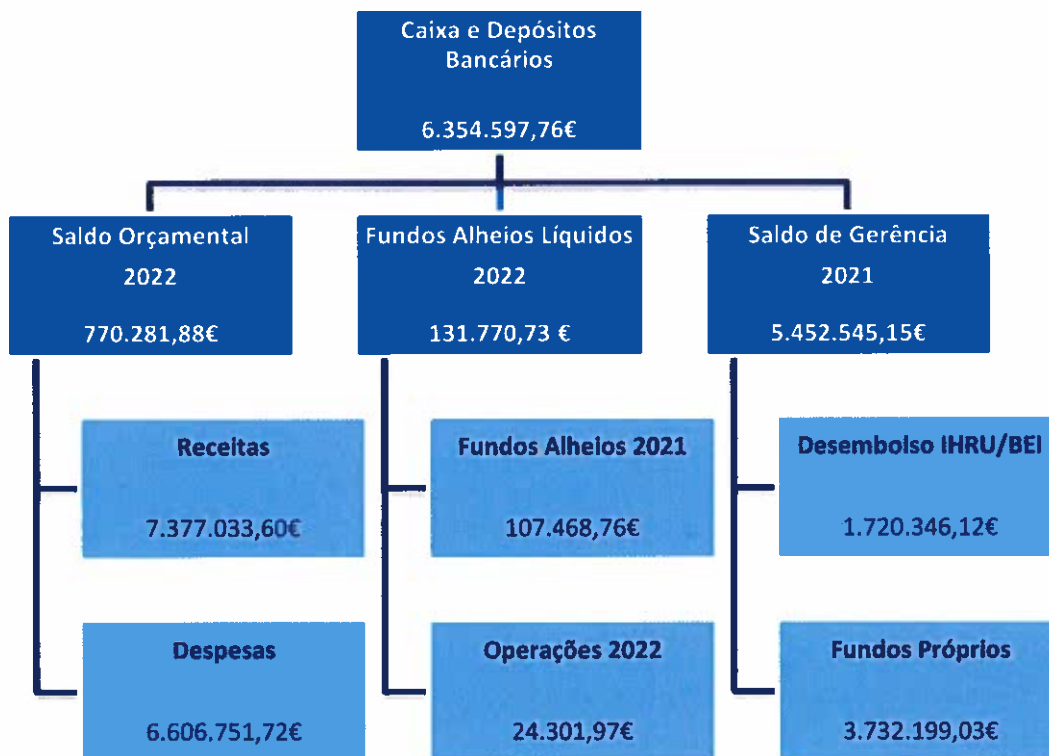 Caixa e Depósitos
Bancários
6.354.597,76€
Saldo Orçamental
2022
770.281,88€
Fundos Alheios Líquidos
2022
131.770,73 €
Saldo de Gerência
2021
5.452.545,15€
Receitas
7.377.033,60€
Fundos Alheios 2021
107.468,76€
Desembolso IHRU/BEI
1.720.346,12€
Despesas
6.606.751,72€
Operações 2022
24.301,97€
Fundos Próprios
3.732.199,03€